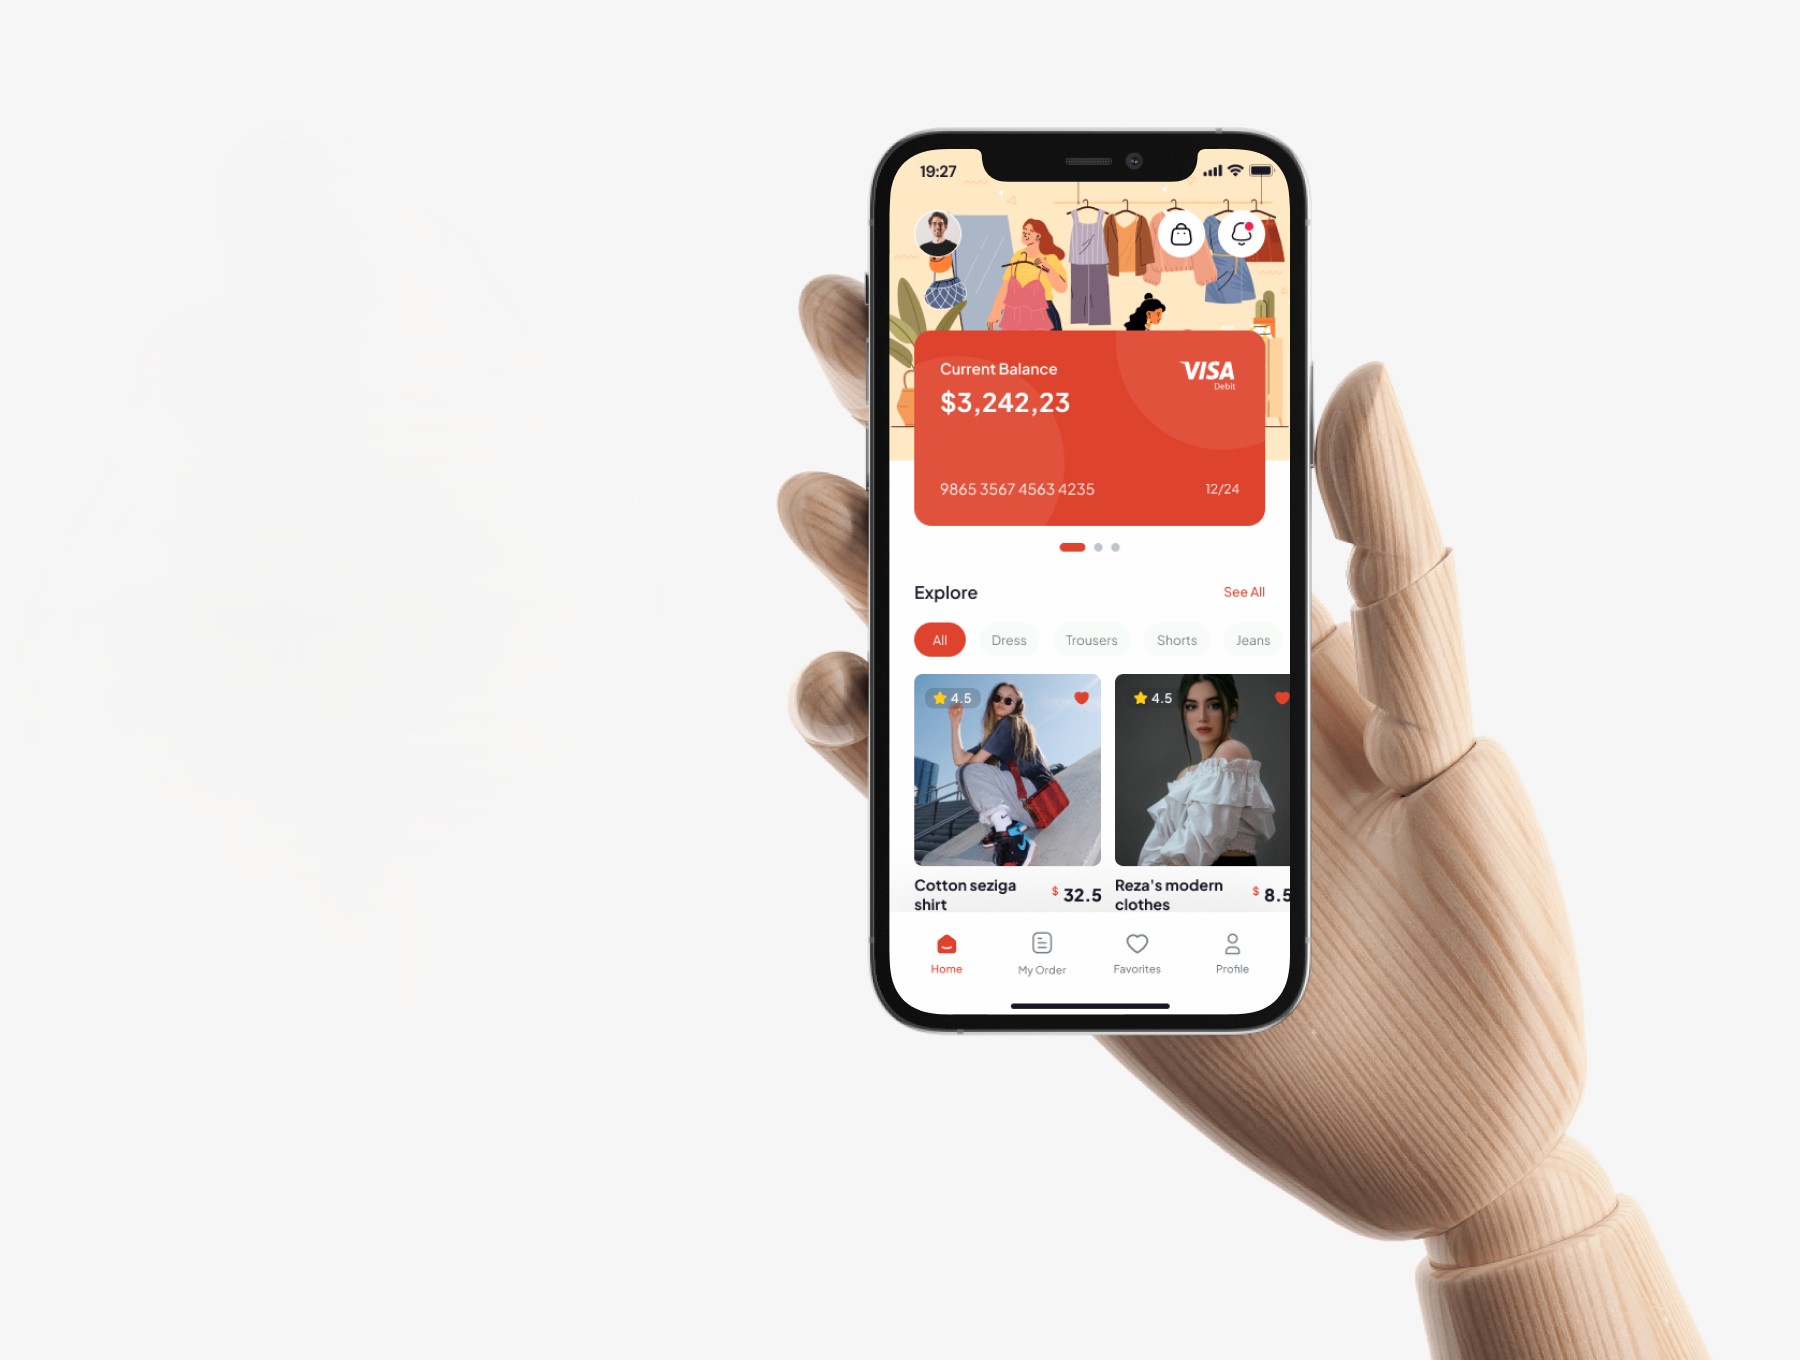 19:27
Current Balance
VISA
Debit
$3,242,23
9865 3567 4563 4235
12/24
Explore
See All
All
Dress
Trousers
Shorts
Jeans
4.5
4.5
Cotton seziga
shirt
$ 32.5
Reza's modern
clothes
$ 8.5
Home
My Order
Favorites
Profile